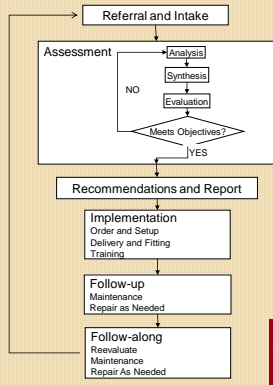 Referral and Intake
Assessment
Analysis
Synthesis
NO
Evaluation
Meets Objectives?
YES
Recommendations and Report
Implementation
Order and Setup
Delivery and Fitting
Training
Follow-up
Maintenance
Repair as Needed
Follow-along
Reevaluate
Maintenance
Repair As Needed